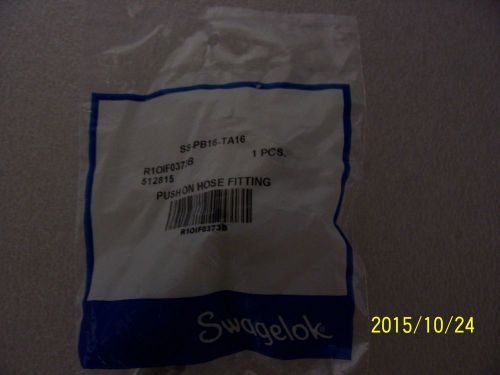 SS-PB16-TA16
R1OIF0373B 1 PCS.
512815
PUSH ON HOSE FITTING
R1OIF0373B
Swagelok
2015/10/24